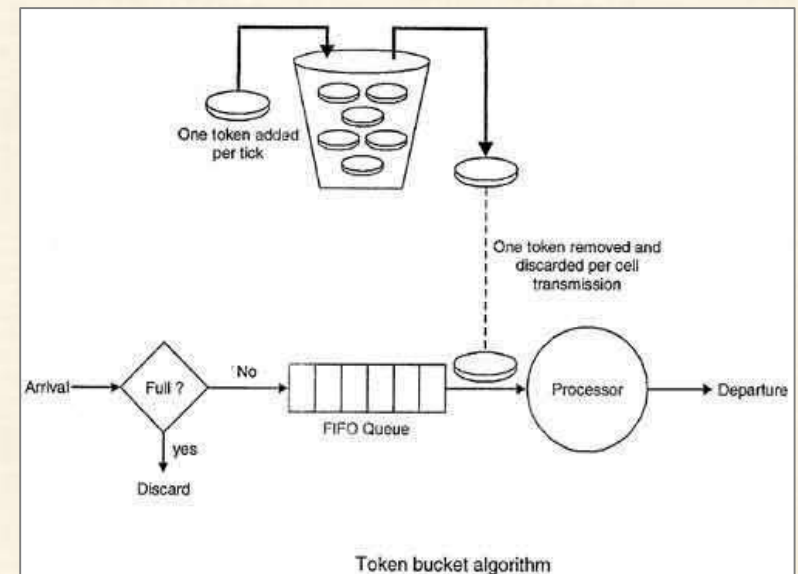 One token added
per tick
One token removed and
discarded per cell
transmission
Arrival
Full ?
No
yes
Discard
FIFO Queue
Processor
Departure
Token bucket algorithm